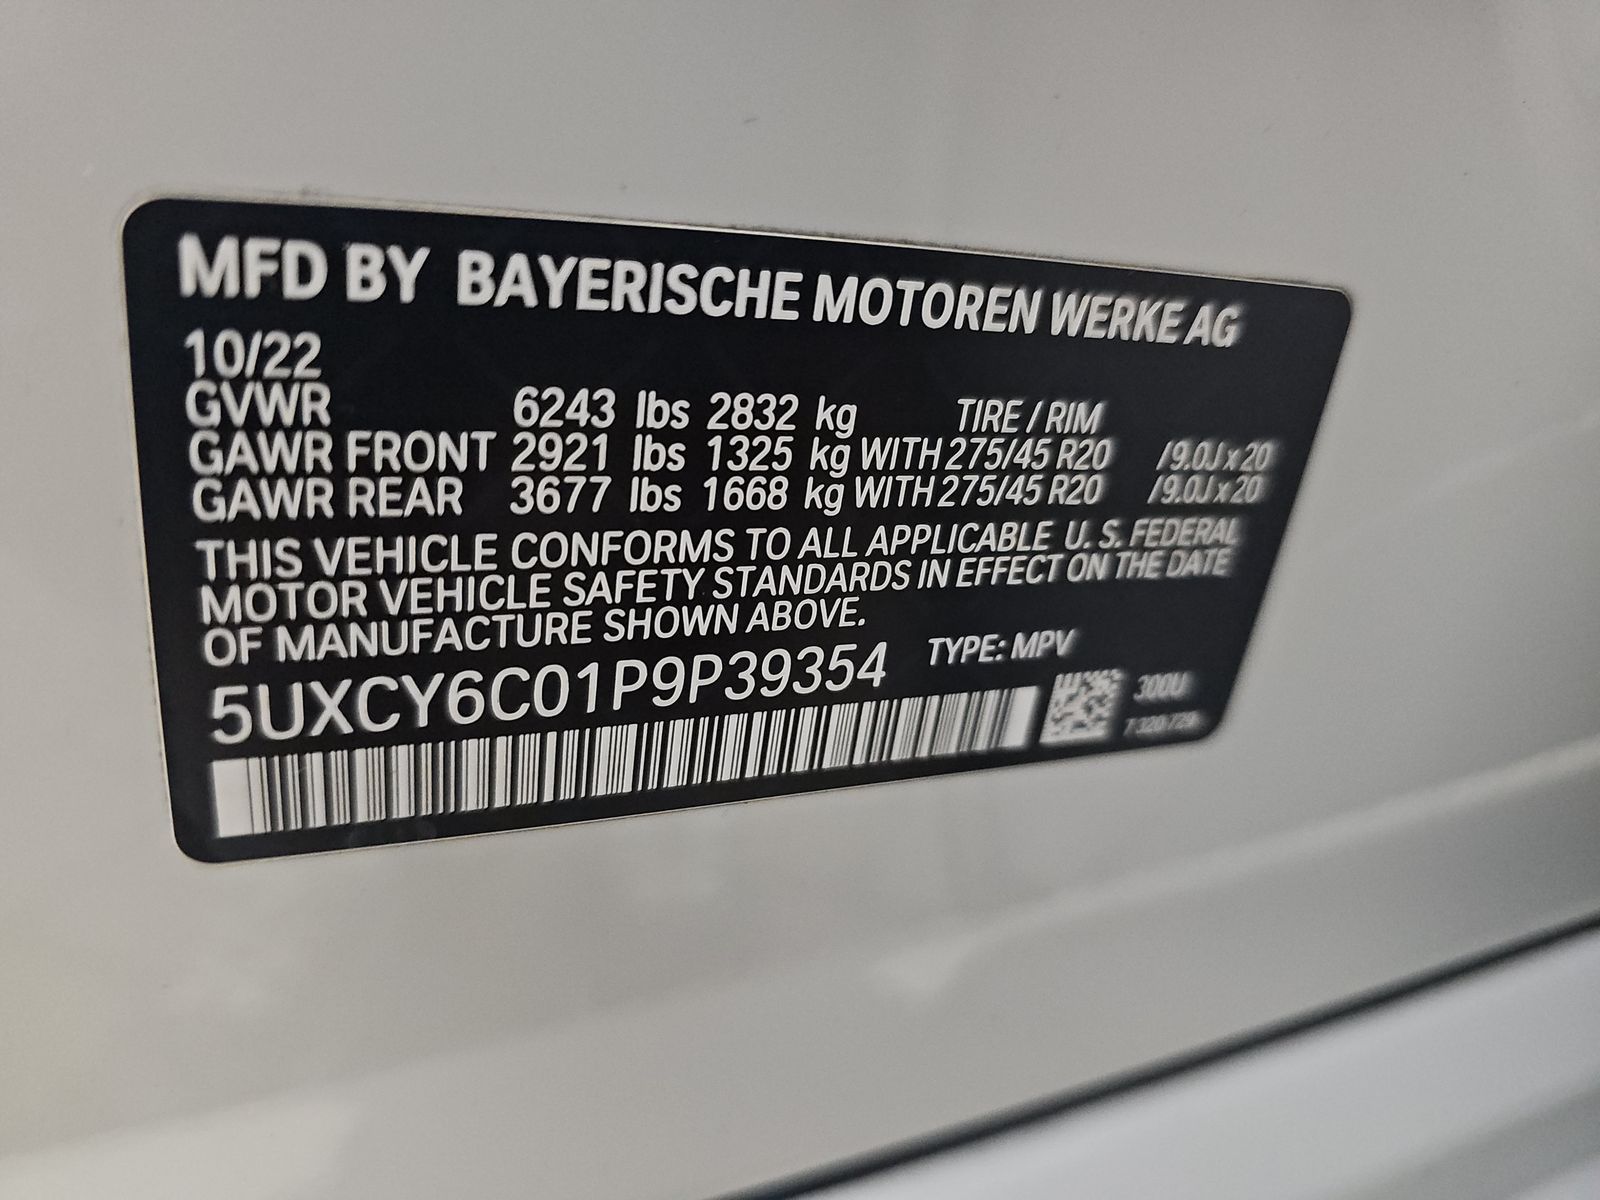 MFD BY BAYERISCHE MOTOREN WERKE AG
10/22
GVWR 6243 lbs 2832 kg TIRE / RIM
GAWR FRONT 2921 lbs 1325 kg WITH 275/45 R20 / 9.0J x 20
GAWR REAR 3677 lbs 1668 kg WITH 275/45 R20 / 9.0J x 20
THIS VEHICLE CONFORMS TO ALL APPLICABLE U. S. FEDERAL
MOTOR VEHICLE SAFETY STANDARDS IN EFFECT ON THE DATE
OF MANUFACTURE SHOWN ABOVE.
5UXCY6C01P9P39354 TYPE: MPV
300U